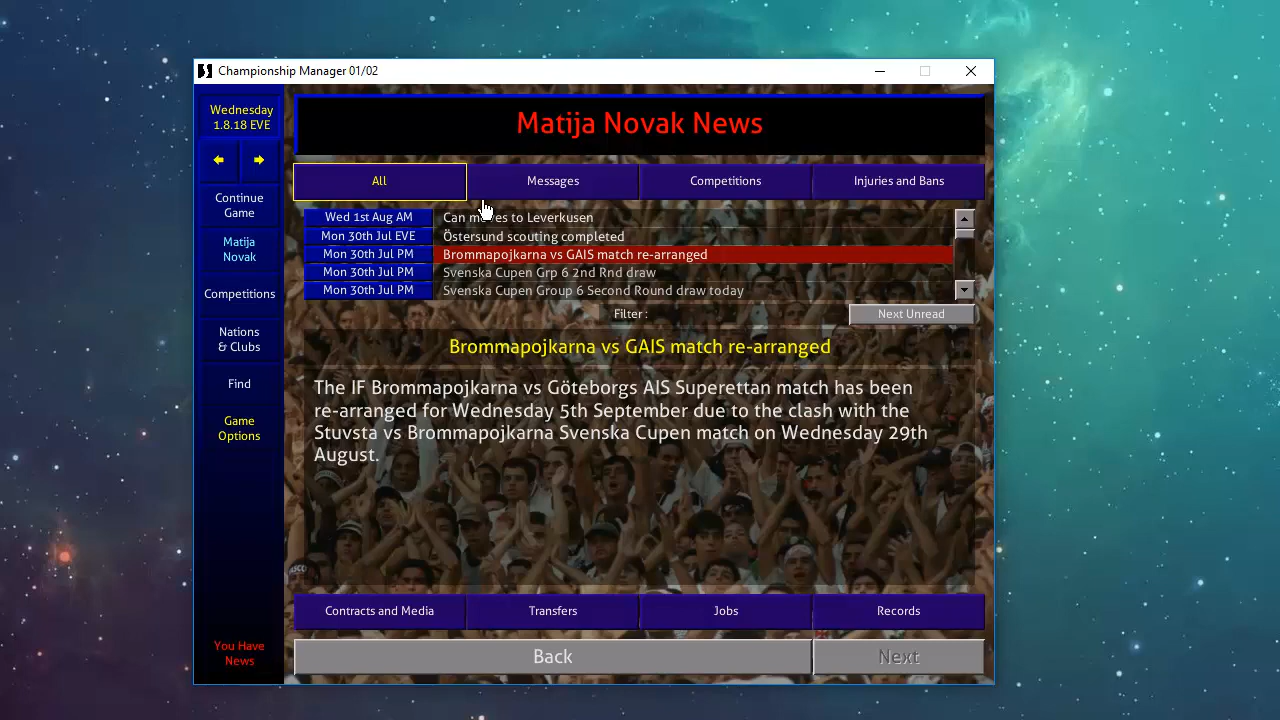 Championship Manager 01/02
Wednesday
1.8.18 EVE
Continue
Game
Matija
Novak
Competitions
Nations
& Clubs
Find
Game
Options
You Have
News
Matija Novak News
All
Messages
Competitions
Injuries and Bans
Wed 1st Aug AM Can moves to Leverkusen
Mon 30th Jul EVE Östersund scouting completed
Mon 30th Jul PM Brommapojkarna vs GAIS match re-arranged
Mon 30th Jul PM Svenska Cupen Grp 6 2nd Rnd draw
Mon 30th Jul PM Svenska Cupen Group 6 Second Round draw today
Filter :
Next Unread
Brommapojkarna vs GAIS match re-arranged
The IF Brommapojkarna vs Göteborgs AIS Superettan match has been
re-arranged for Wednesday 5th September due to the clash with the
Stuvsta vs Brommapojkarna Svenska Cupen match on Wednesday 29th
August.
Contracts and Media
Transfers
Jobs
Records
Back
Next